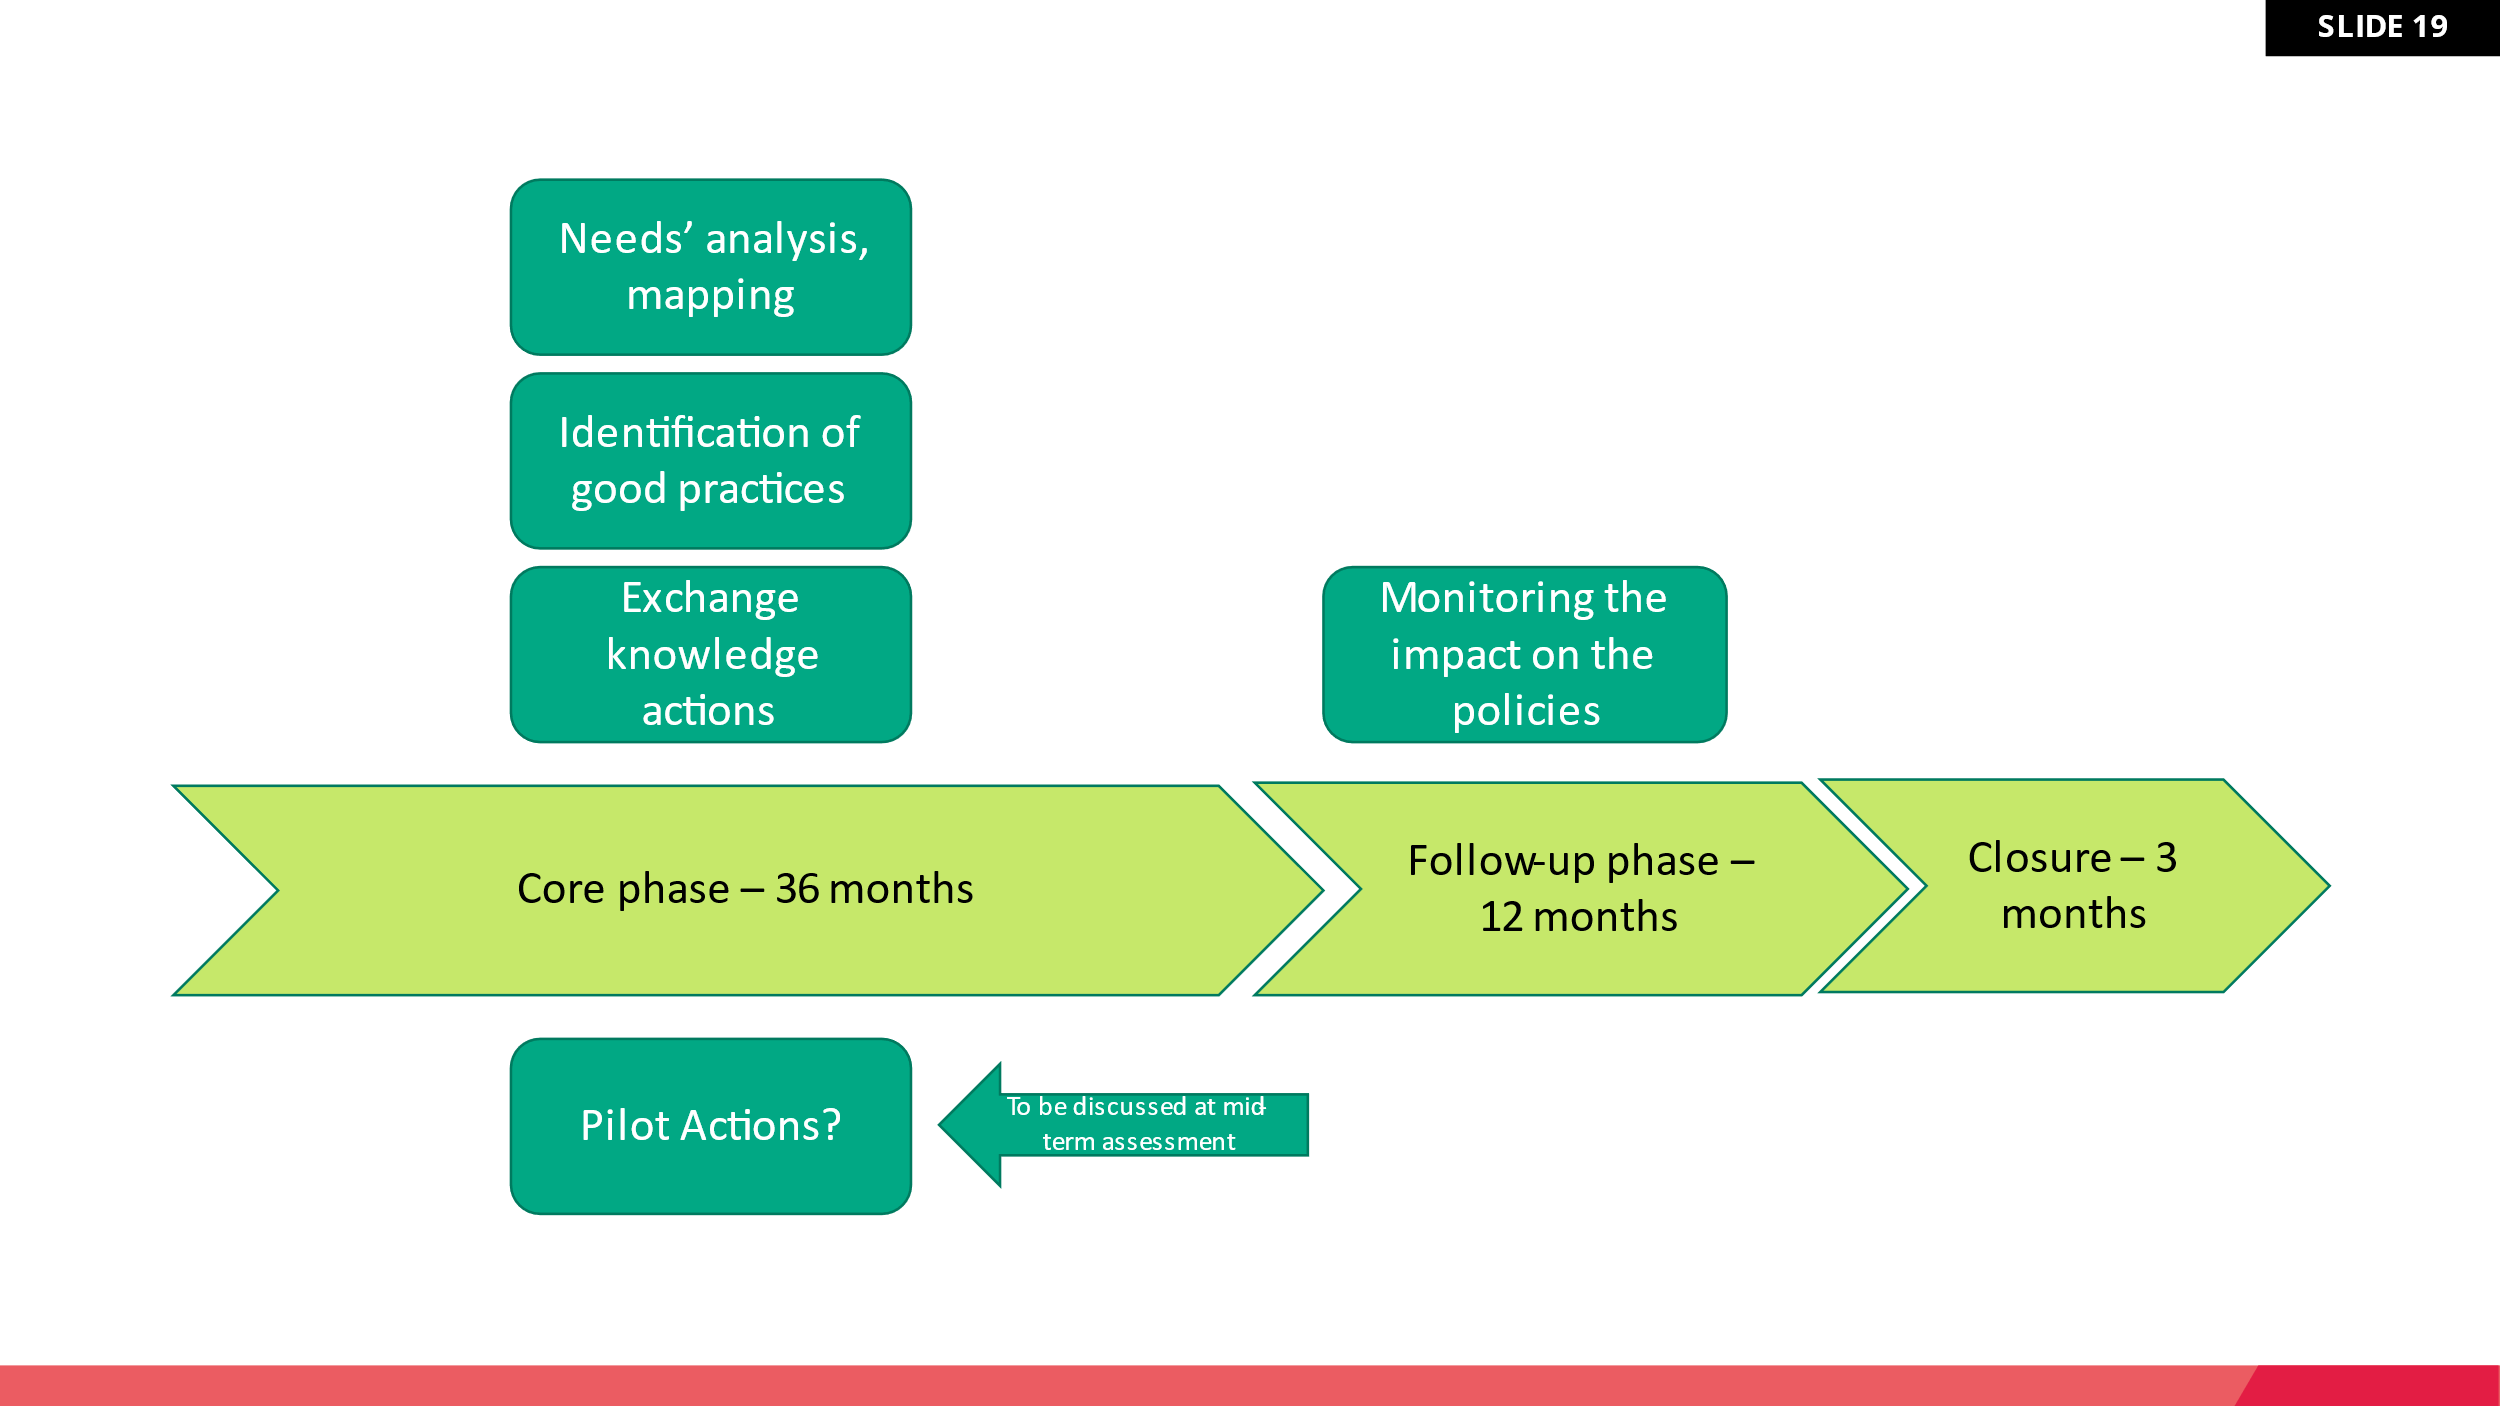 SLIDE 19
Needs’ analysis,
mapping
Identification of
good practices
Exchange
knowledge
actions
Monitoring the
impact on the
policies
Core phase – 36 months
Follow-up phase –
12 months
Closure – 3
months
Pilot Actions?
To be discussed at mid-
term assessment